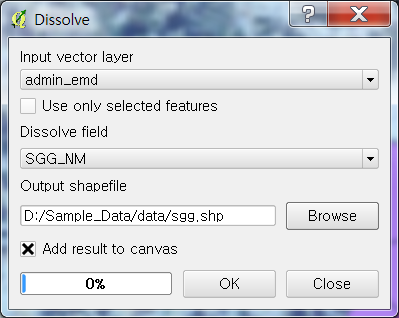 Dissolve
Input vector layer
admin_emd
Use only selected features
Dissolve field
SGG_NM
Output shapefile
D:/Sample_Data/data/sgg.shp
Browse
Add result to canvas
0%
OK
Close